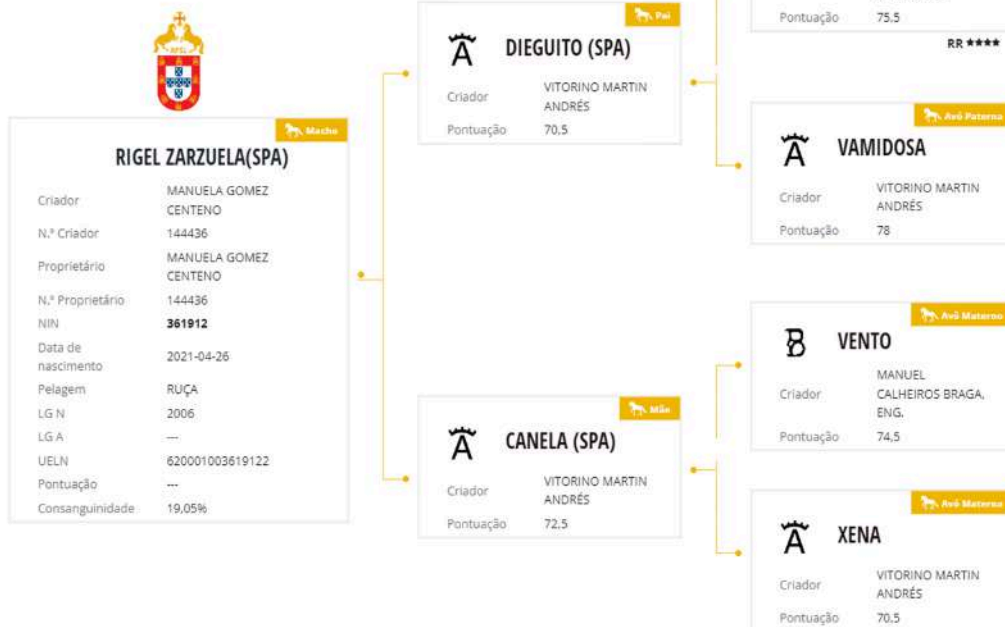 APSL
Macho
RIGEL ZARZUELA(SPA)
Criador MANUELA GOMEZ
CENTENO
N.º Criador 144436
Proprietário MANUELA GOMEZ
CENTENO
N.º Proprietário 144436
NIN 361912
Data de
nascimento 2021-04-26
Pelagem RUÇA
LG N 2006
LG A ---
UELN 620001003619122
Pontuação ---
Consanguinidade 19,05%
Pai
DIEGUITO (SPA)
Criador VITORINO MARTIN
ANDRÉS
Pontuação 70,5
Mãe
CANELA (SPA)
Criador VITORINO MARTIN
ANDRÉS
Pontuação 72,5
Pontuação 75.5
RR ★★★★
Avó Paterna
VAMIDOSA
Criador VITORINO MARTIN
ANDRÉS
Pontuação 78
Avô Materno
VENTO
Criador MANUEL
CALHEIROS BRAGA,
ENG.
Pontuação 74,5
Avó Materna
XENA
Criador VITORINO MARTIN
ANDRÉS
Pontuação 70,5